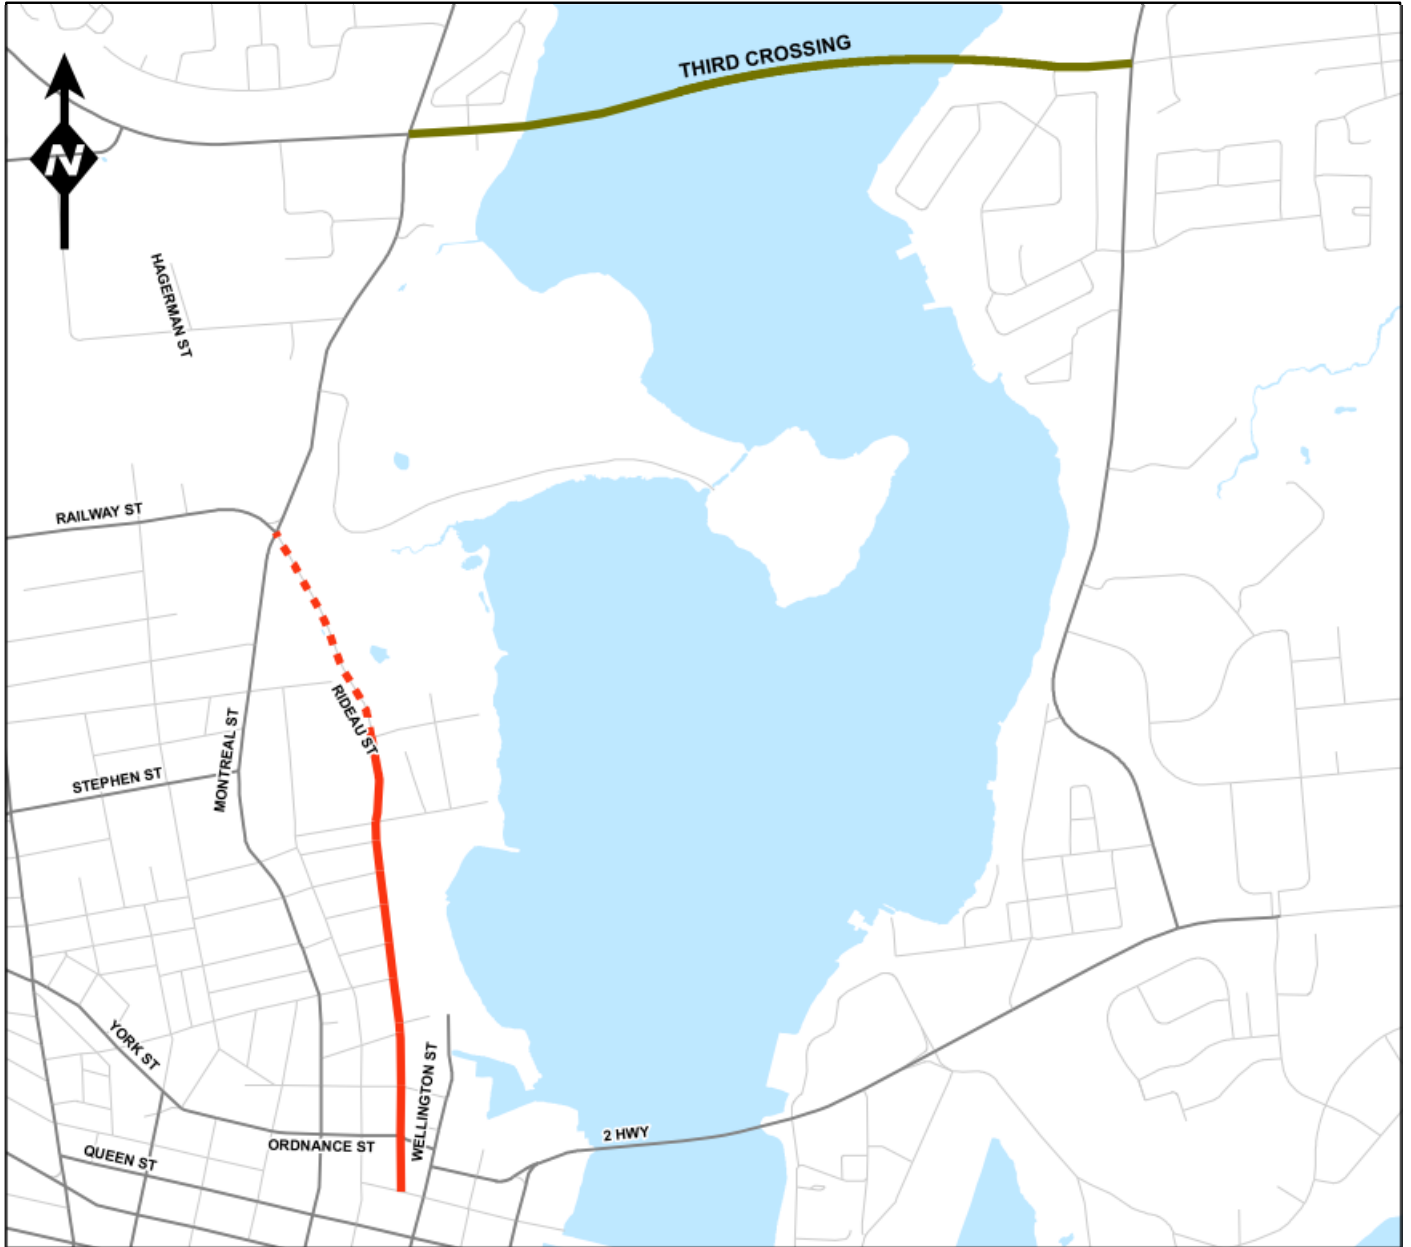 THIRD CROSSING
N
HAGERMAN ST
RAILWAY ST
RIDEAU ST
MONTREAL ST
STEPHEN ST
YORK ST
WELLINGTON ST
2 HWY
ORDNANCE ST
QUEEN ST